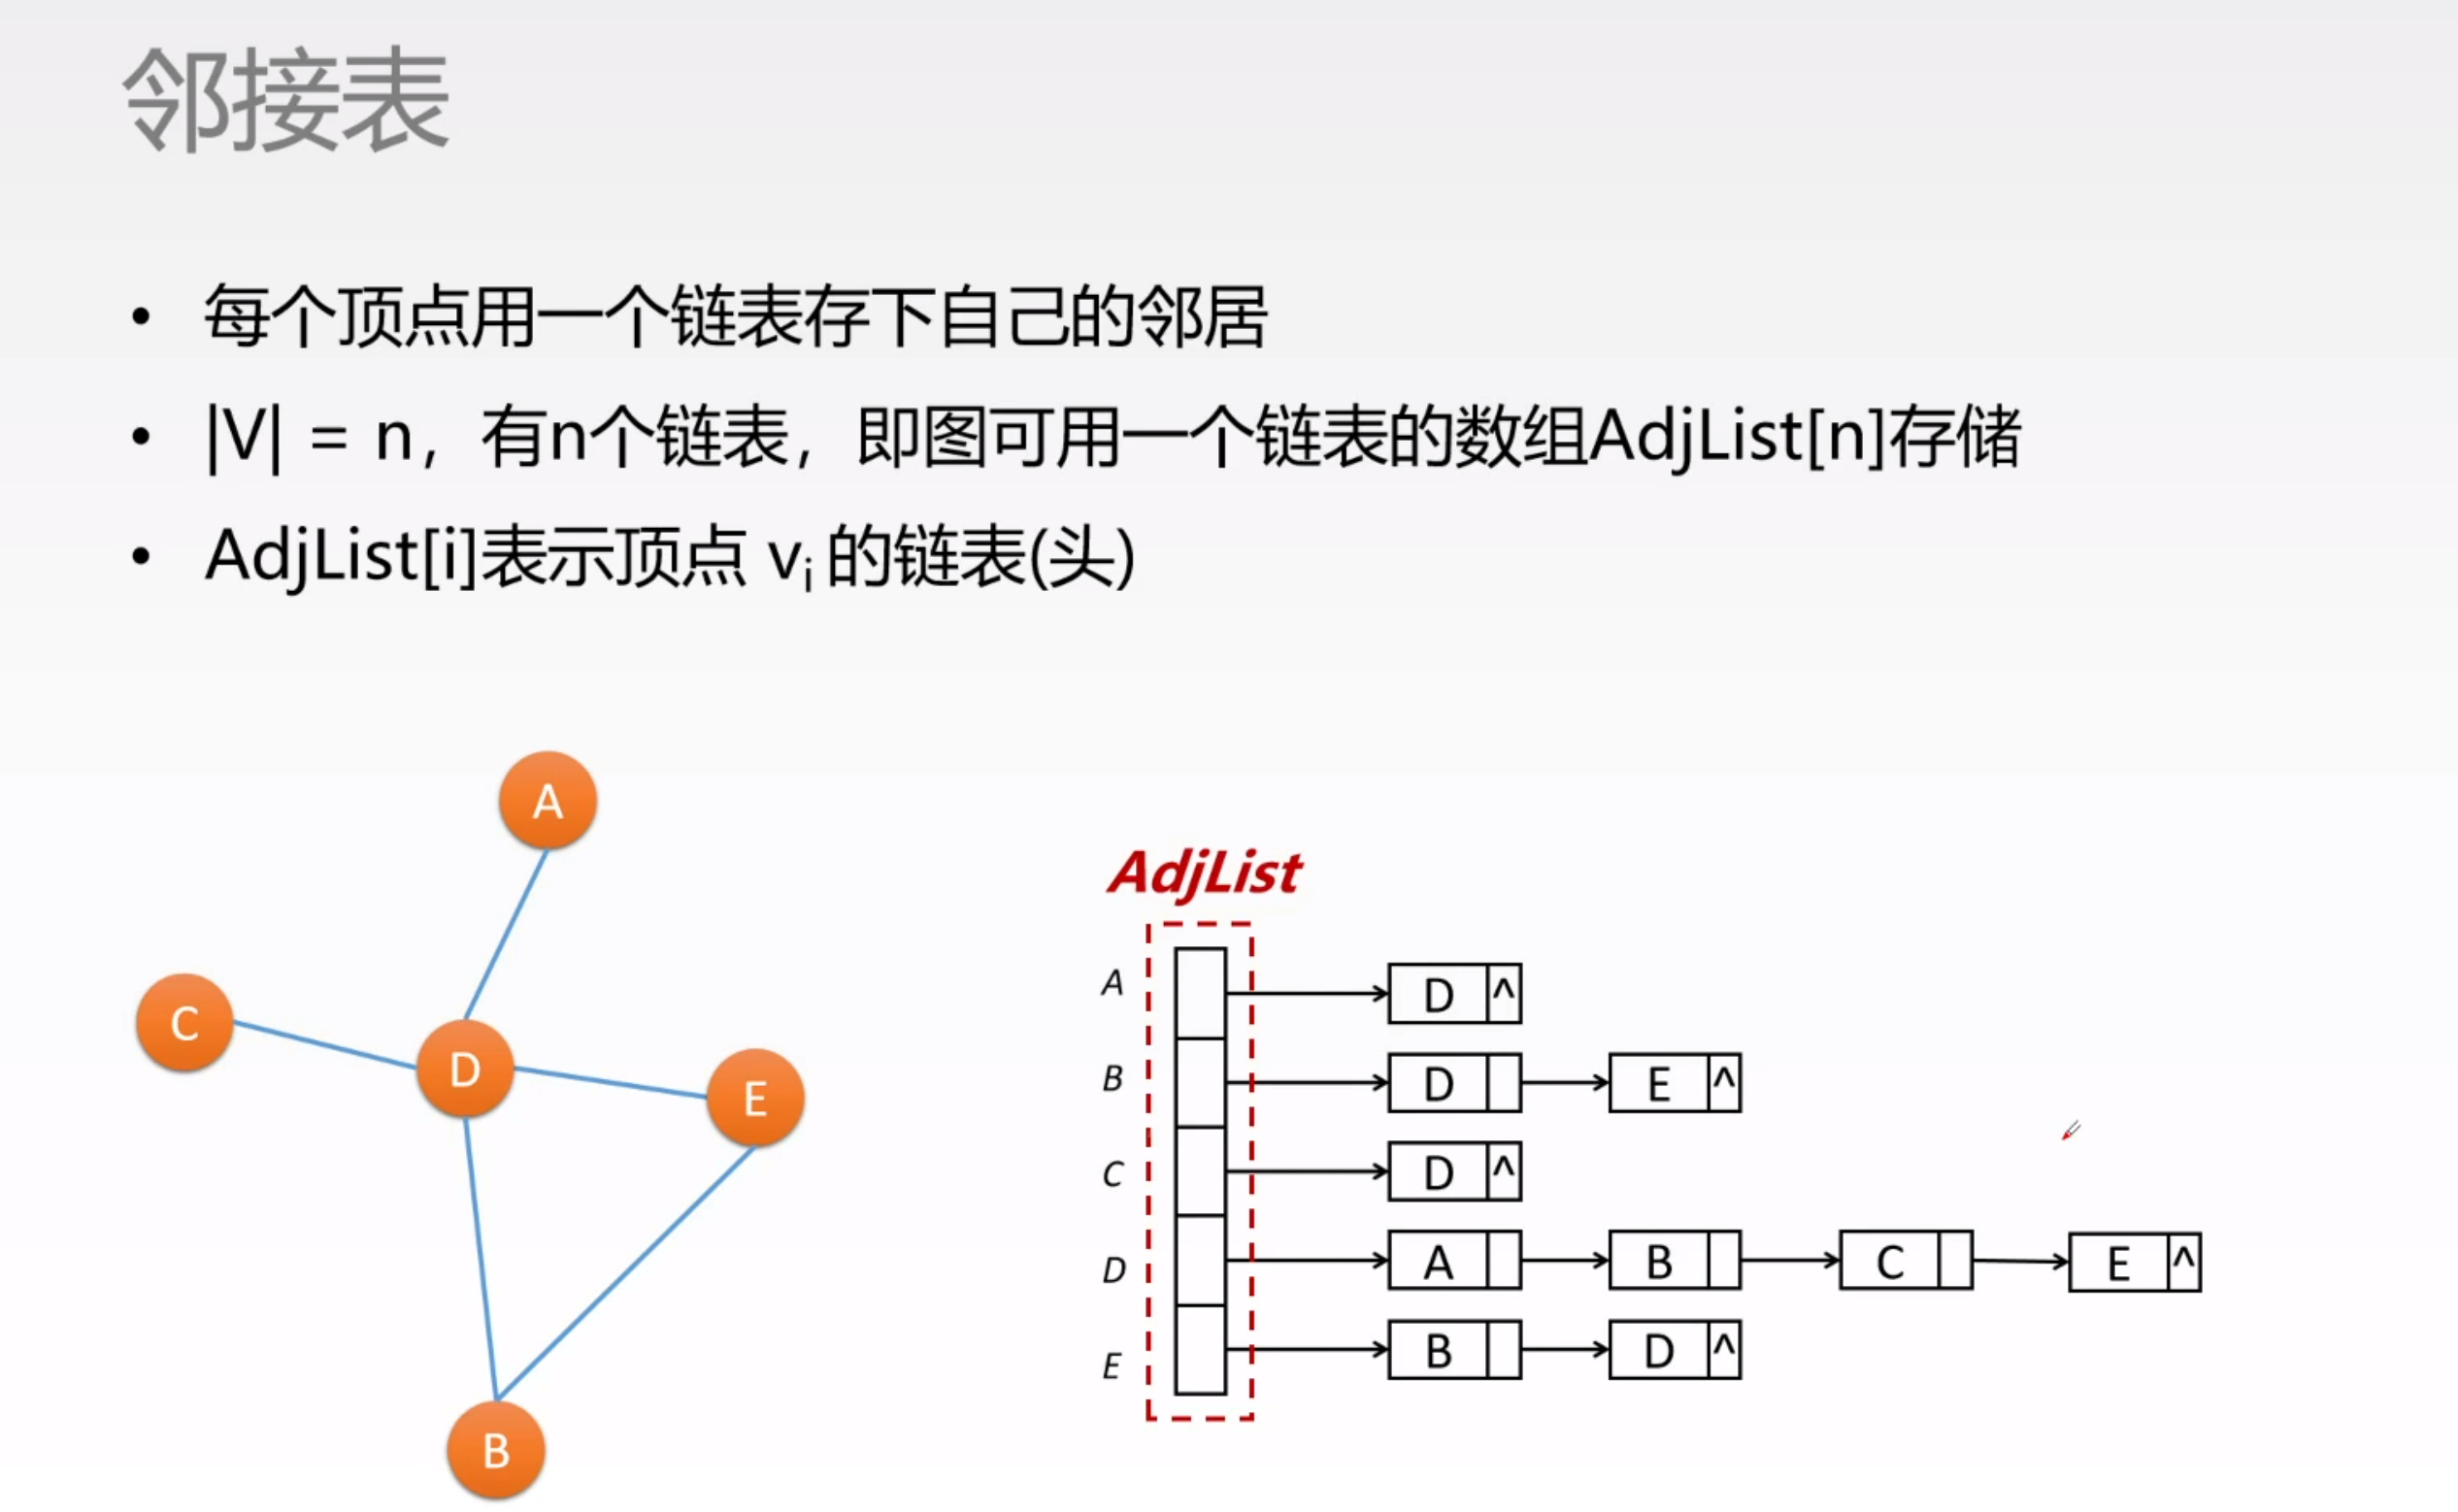 邻接表
• 每个顶点用一个链表存下自己的邻居
• |V| = n，有n个链表，即图可用一个链表的数组AdjList[n]存储
• AdjList[i]表示顶点 vᵢ 的链表(头)
A
C
D
E
B
AdjList
A D ^
B D E ^
C D ^
D A B C E ^
E B D ^